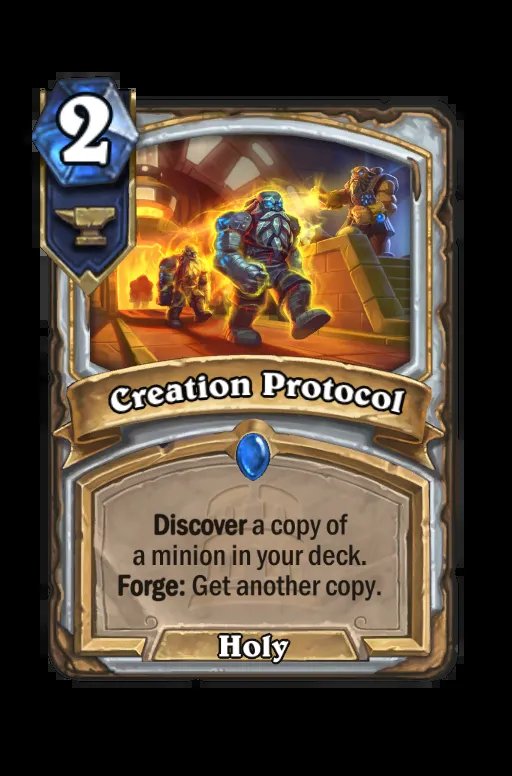 2
Creation Protocol
Discover a copy of
a minion in your deck.
Forge: Get another copy.
Holy